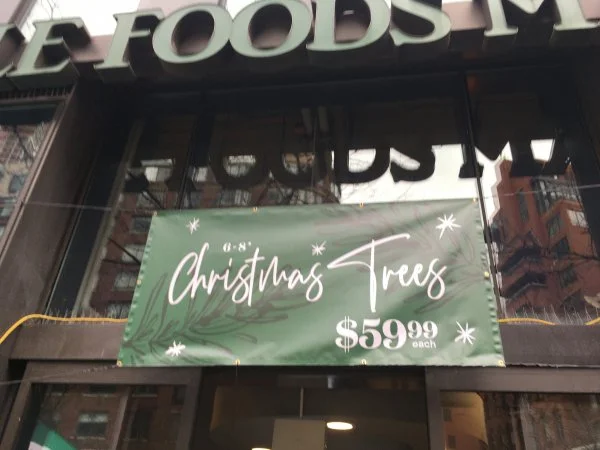 FOODS
6-8'
Christmas Trees
$59 99
each